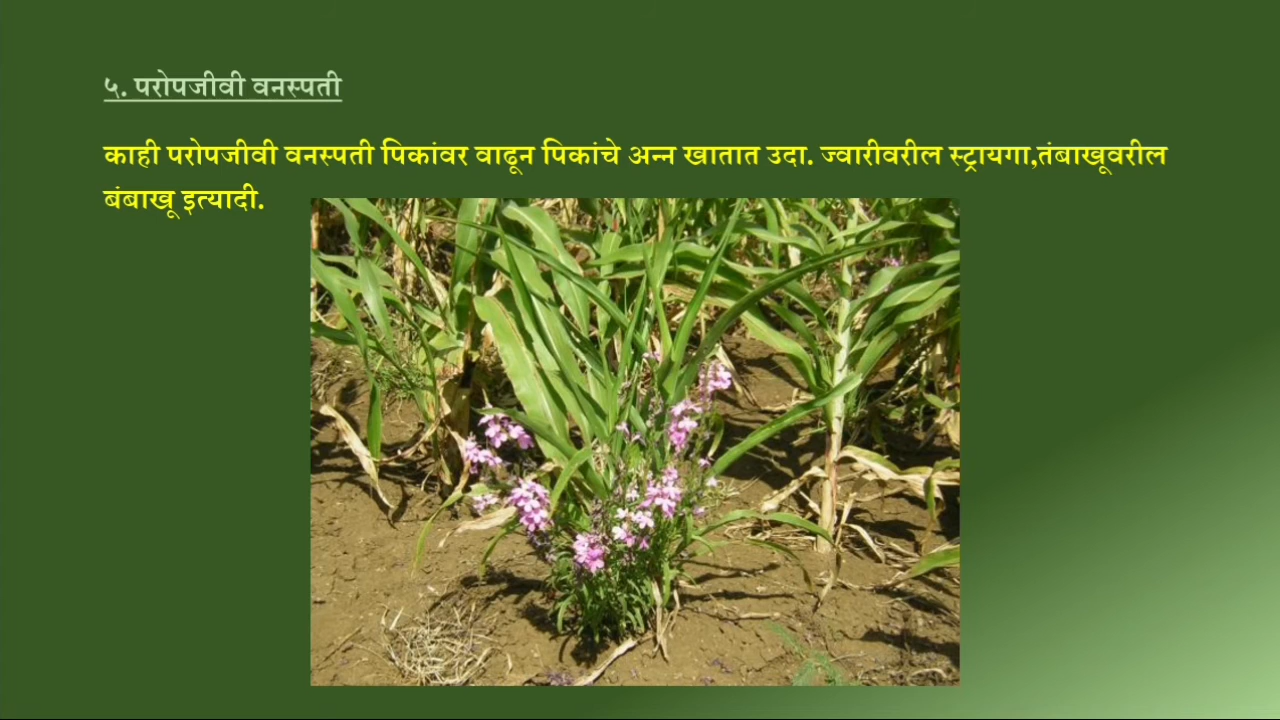 ५. परोपजीवी वनस्पती
काही परोपजीवी वनस्पती पिकांवर वाढून पिकांचे अन्न खातात उदा. ज्वारीवरील स्ट्रायगा,तंबाखूवरील
बंबाखू इत्यादी.